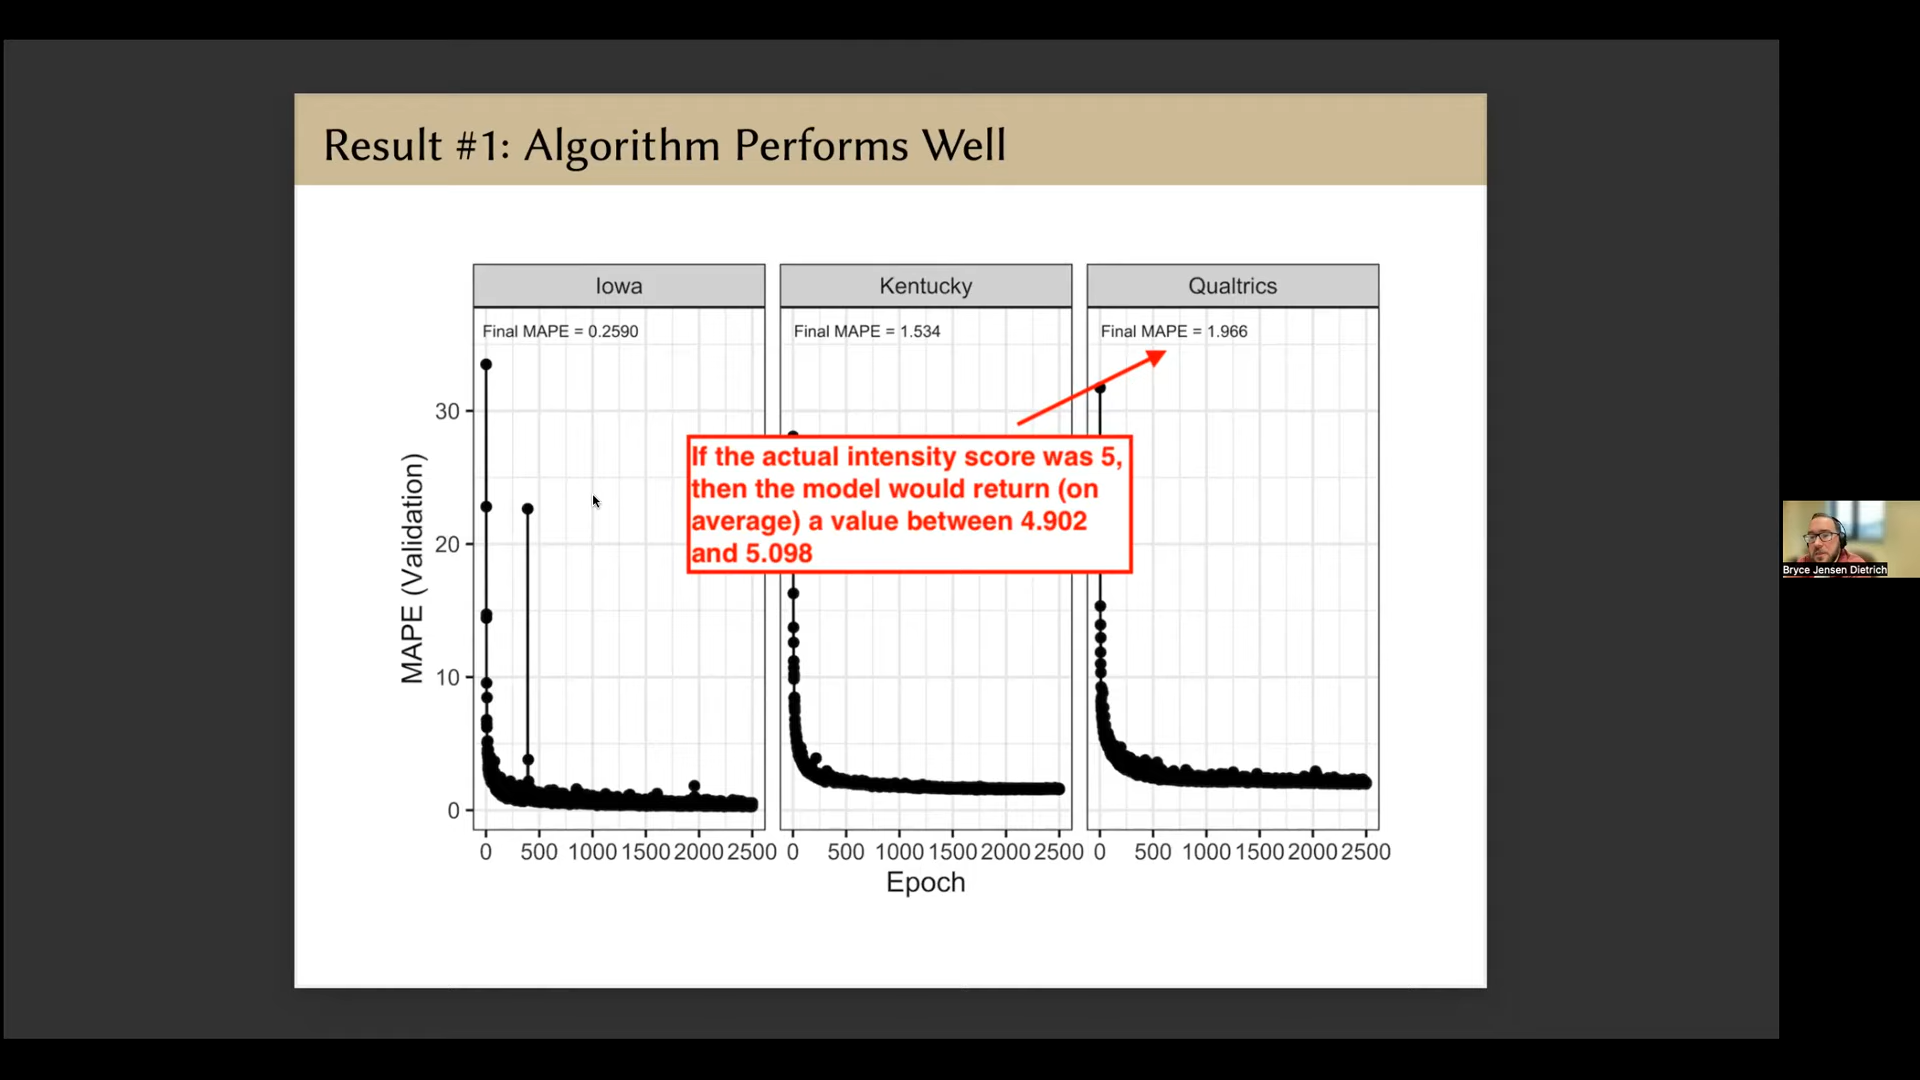 Result #1: Algorithm Performs Well
Iowa
Kentucky
Qualtrics
Final MAPE = 0.2590
Final MAPE = 1.534
Final MAPE = 1.966
If the actual intensity score was 5,
then the model would return (on
average) a value between 4.902
and 5.098
MAPE (Validation)
30
20
10
0
0 500 1000 1500 2000 2500
0 500 1000 1500 2000 2500
0 500 1000 1500 2000 2500
Epoch
Bryce Jensen Dietrich